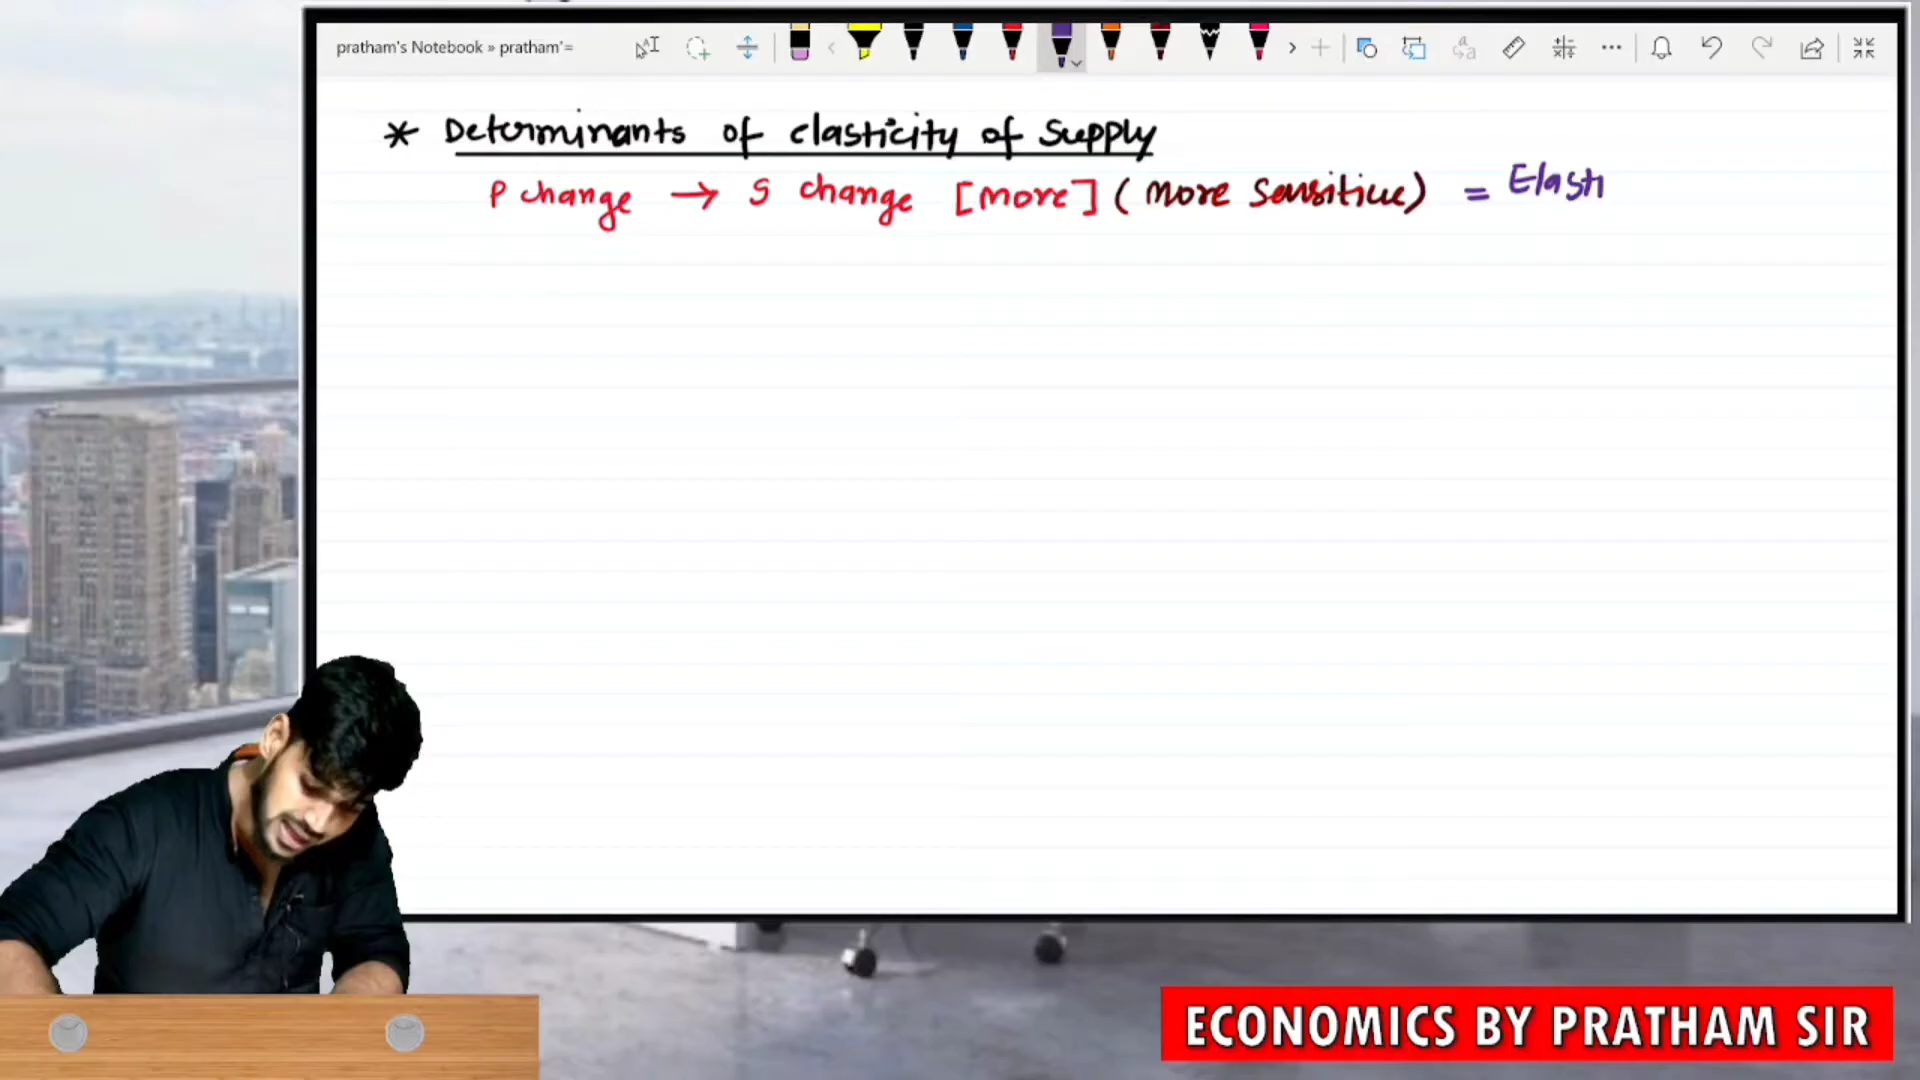 pratham's Notebook » pratham'=
* Determinants of elasticity of Supply
P change → S change [more] (more sensitive) = Elasti
ECONOMICS BY PRATHAM SIR